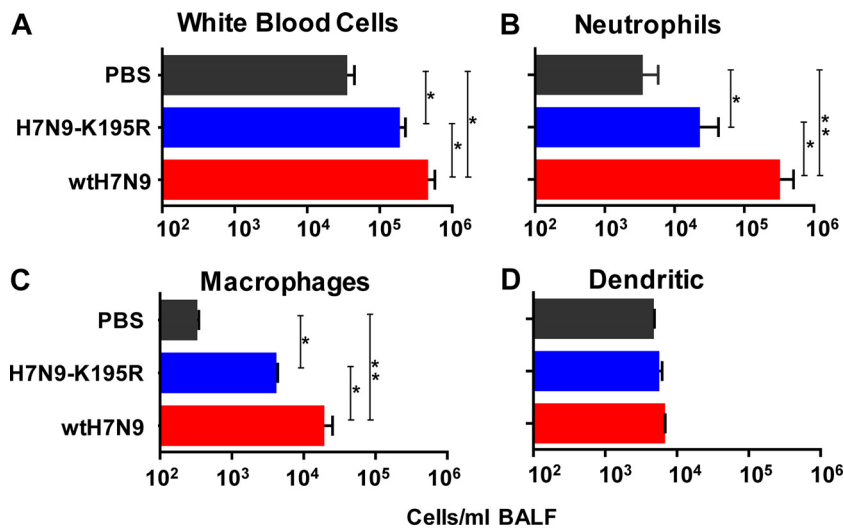 A White Blood Cells
B Neutrophils
PBS
H7N9-K195R
wtH7N9
* * *
* * **
10² 10³ 10⁴ 10⁵ 10⁶
10² 10³ 10⁴ 10⁵ 10⁶
C Macrophages
D Dendritic
PBS
H7N9-K195R
wtH7N9
* * **
10² 10³ 10⁴ 10⁵ 10⁶
10² 10³ 10⁴ 10⁵ 10⁶
Cells/ml BALF